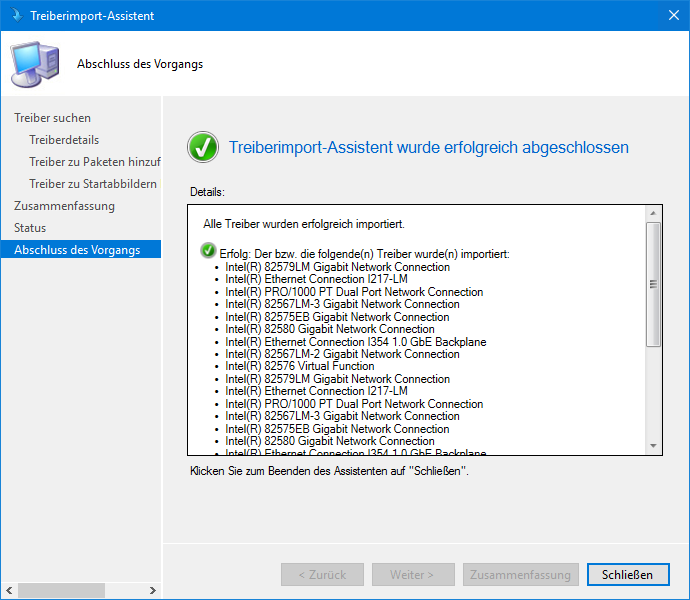 Treiberimport-Assistent
Abschluss des Vorgangs
Treiber suchen
Treiberdetails
Treiber zu Paketen hinzuf
Treiber zu Startabbildern
Zusammenfassung
Status
Abschluss des Vorgangs
Treiberimport-Assistent wurde erfolgreich abgeschlossen
Details:
Alle Treiber wurden erfolgreich importiert.
Erfolg: Der bzw. die folgende(n) Treiber wurde(n) importiert:
• Intel(R) 82579LM Gigabit Network Connection
• Intel(R) Ethernet Connection I217-LM
• Intel(R) PRO/1000 PT Dual Port Network Connection
• Intel(R) 82567LM-3 Gigabit Network Connection
• Intel(R) 82575EB Gigabit Network Connection
• Intel(R) 82580 Gigabit Network Connection
• Intel(R) Ethernet Connection I354 1.0 GbE Backplane
• Intel(R) 82567LM-2 Gigabit Network Connection
• Intel(R) 82576 Virtual Function
• Intel(R) 82579LM Gigabit Network Connection
• Intel(R) Ethernet Connection I217-LM
• Intel(R) PRO/1000 PT Dual Port Network Connection
• Intel(R) 82567LM-3 Gigabit Network Connection
• Intel(R) 82575EB Gigabit Network Connection
• Intel(R) 82580 Gigabit Network Connection
• Intel(R) Ethernet Connection I354 1.0 GbE Backplane
Klicken Sie zum Beenden des Assistenten auf "Schließen".
< Zurück
Weiter >
Zusammenfassung
Schließen